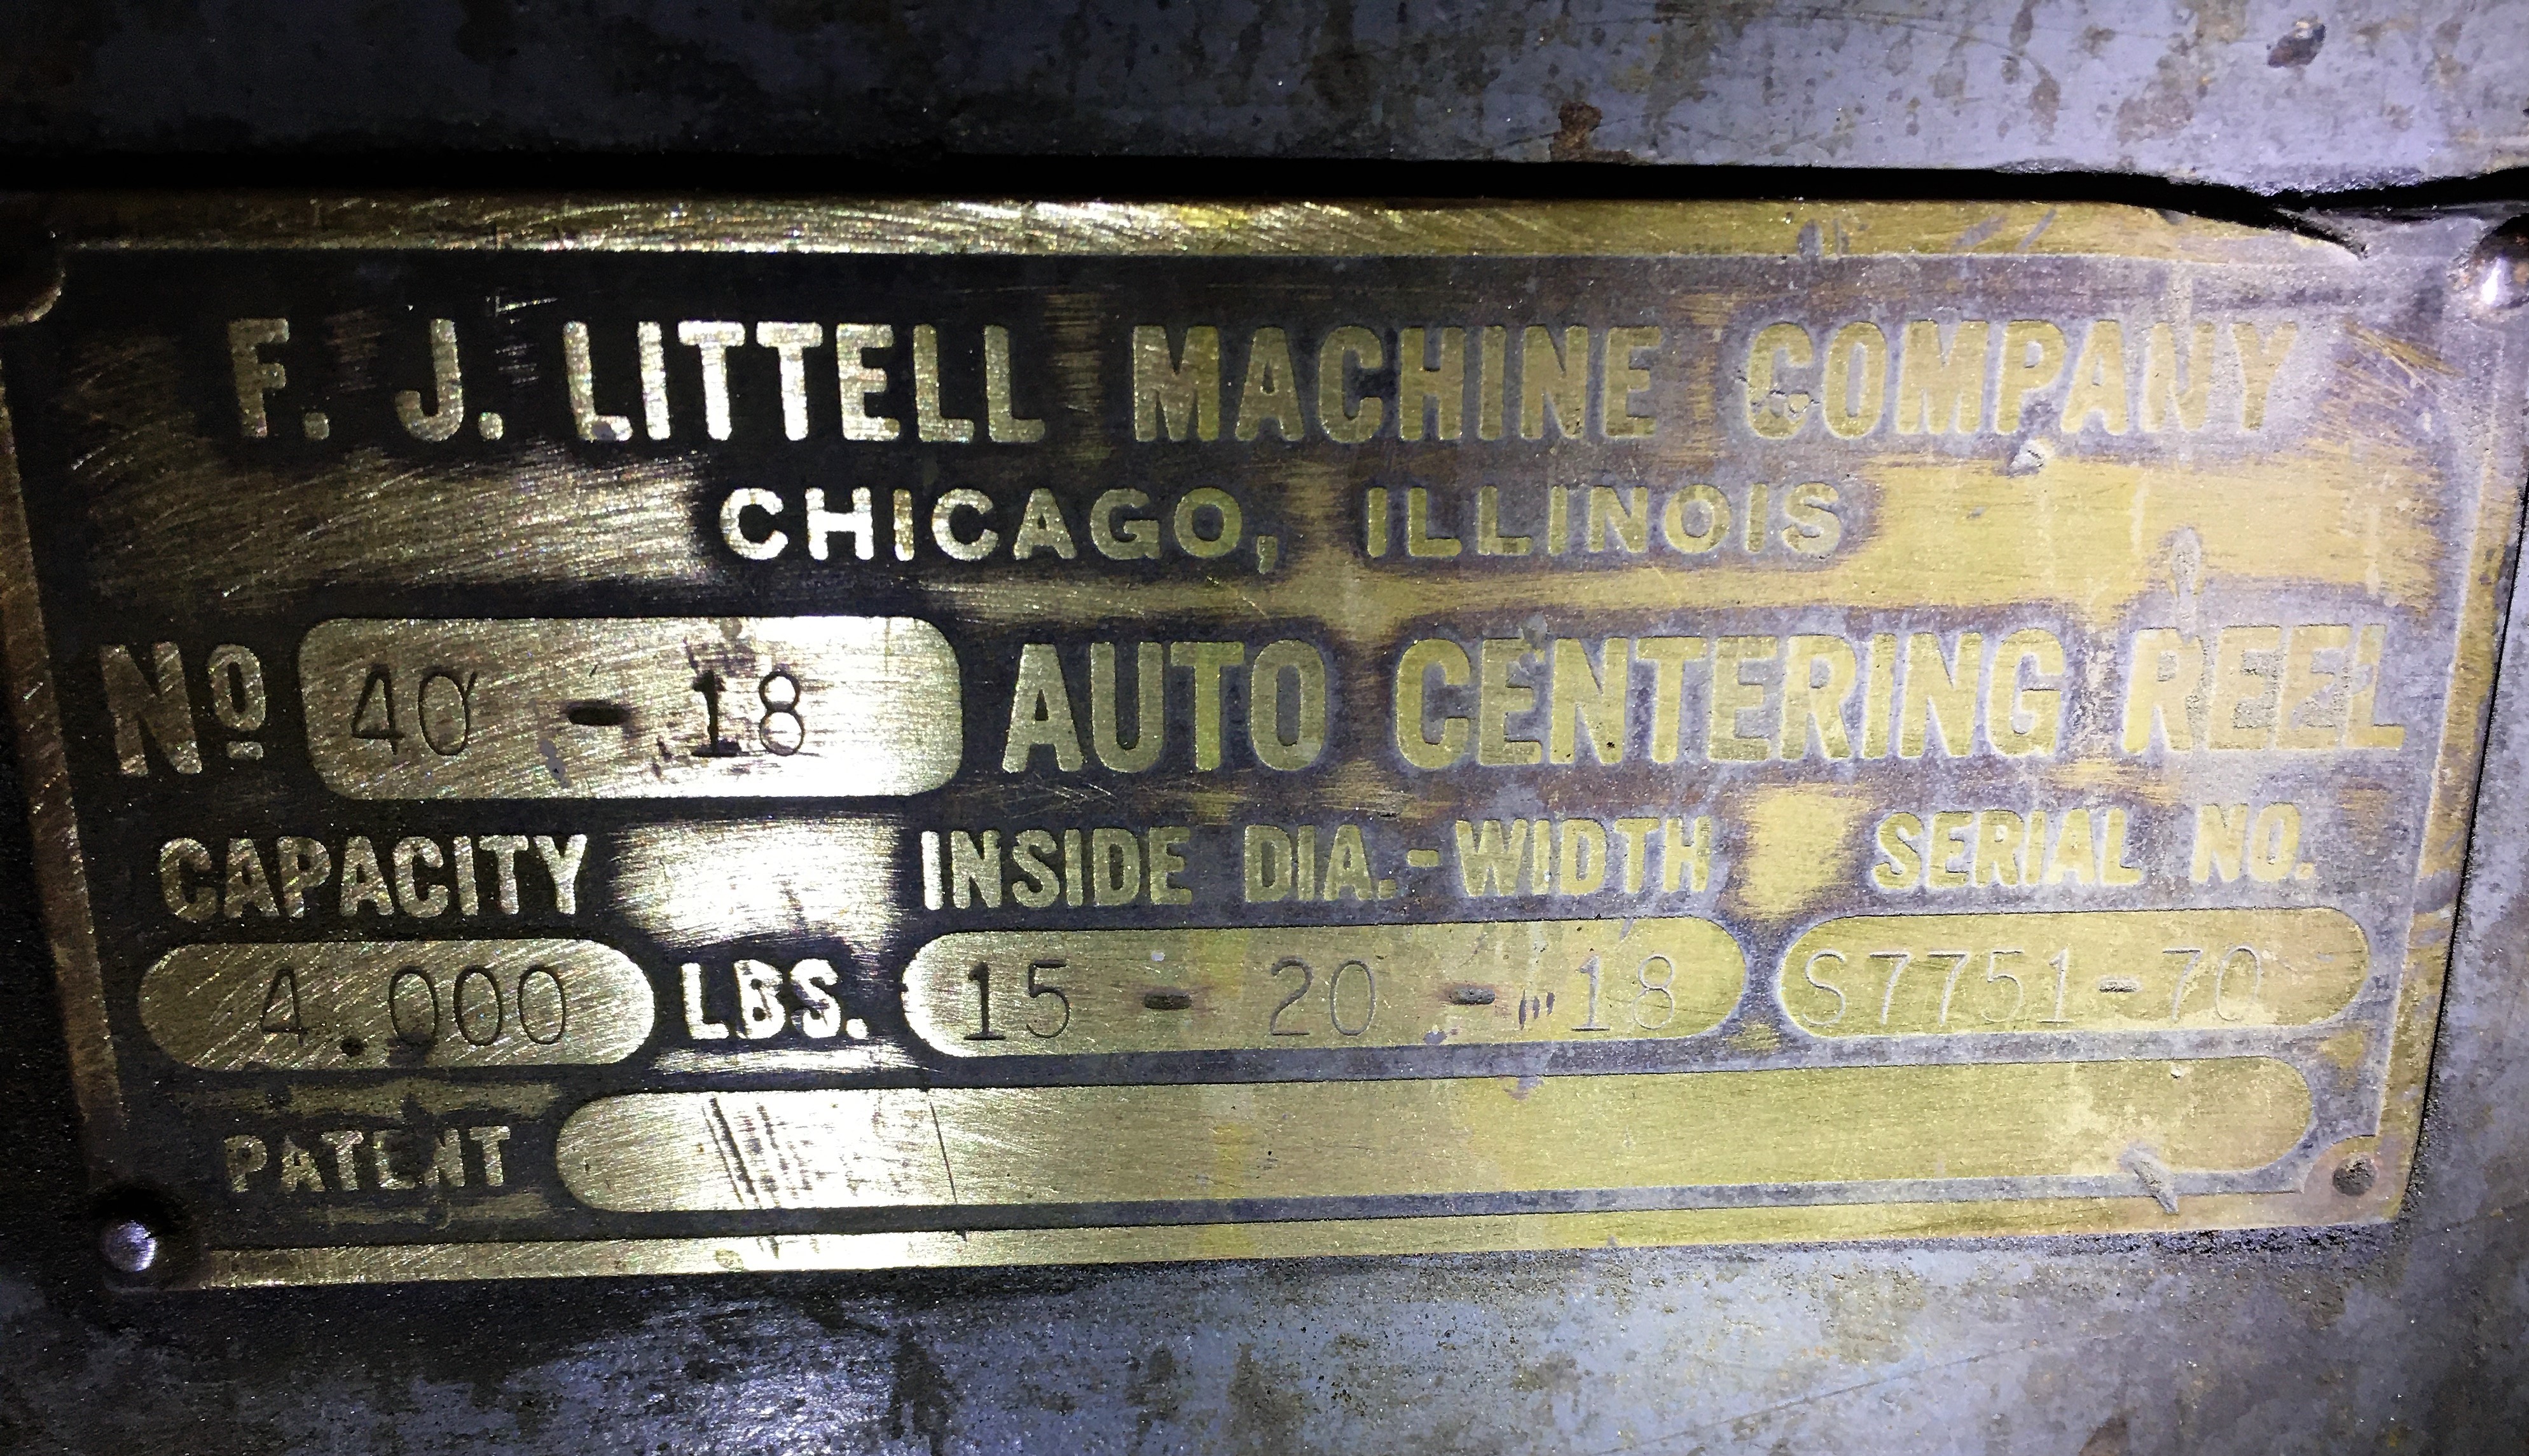 F. J. LITTELL MACHINE COMPANY
CHICAGO, ILLINOIS
Nº 40 - 18 AUTO CENTERING REEL
CAPACITY INSIDE DIA.-WIDTH SERIAL NO.
4.000 LBS. 15 - 20 - 18 S7751-70
PATENT